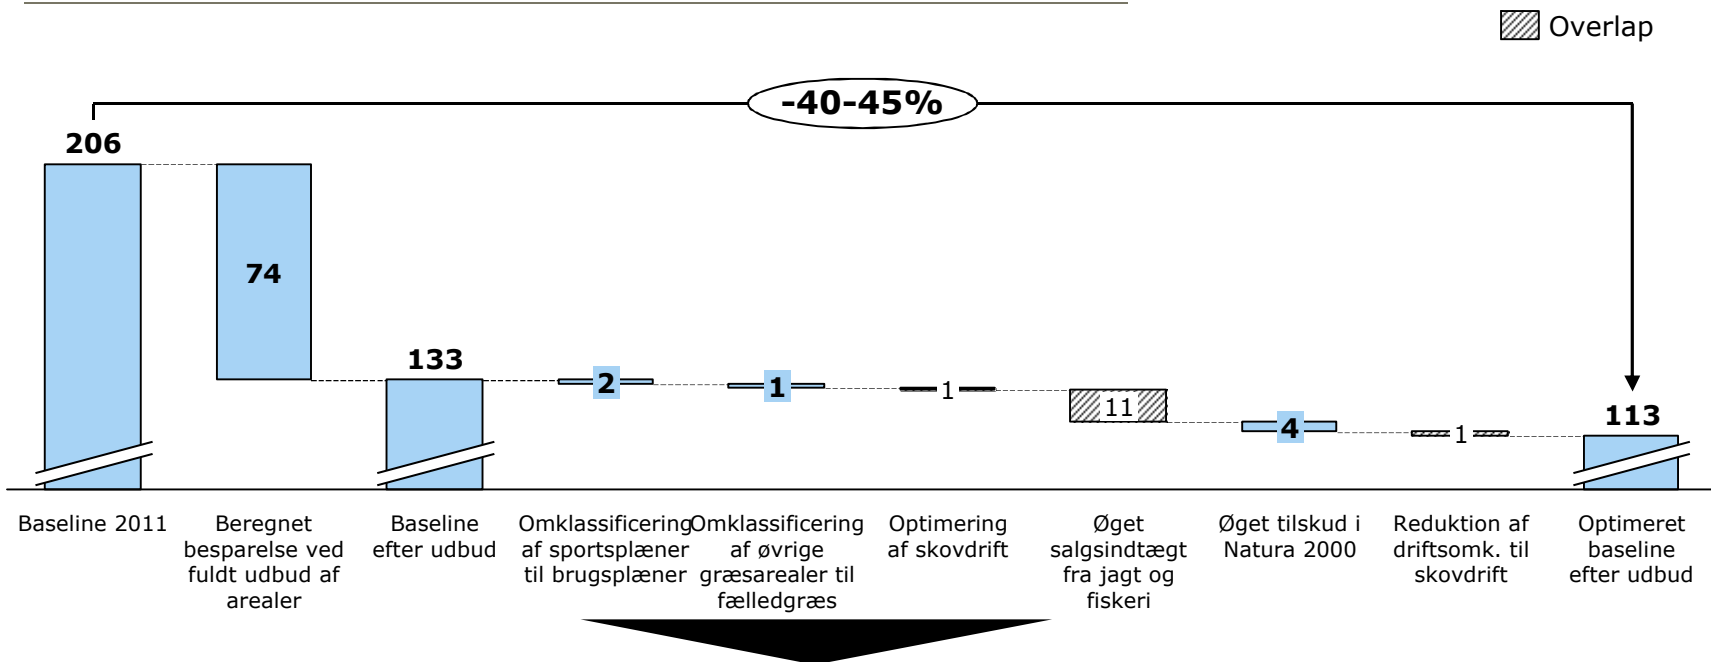 Overlap
-40-45%
206
74
133
2
1
1
11
4
1
113
Baseline 2011
Beregnet
besparelse ved
fuldt udbud af
arealer
Baseline
efter udbud
Omklassificering
af sportsplæner
til brugsplæner
Omklassificering
af øvrige
græsarealer til
fælledgræs
Optimering
af skovdrift
Øget
salgsindtægt
fra jagt og
fiskeri
Øget tilskud i
Natura 2000
Reduktion af
driftsomk. til
skovdrift
Optimeret
baseline
efter udbud